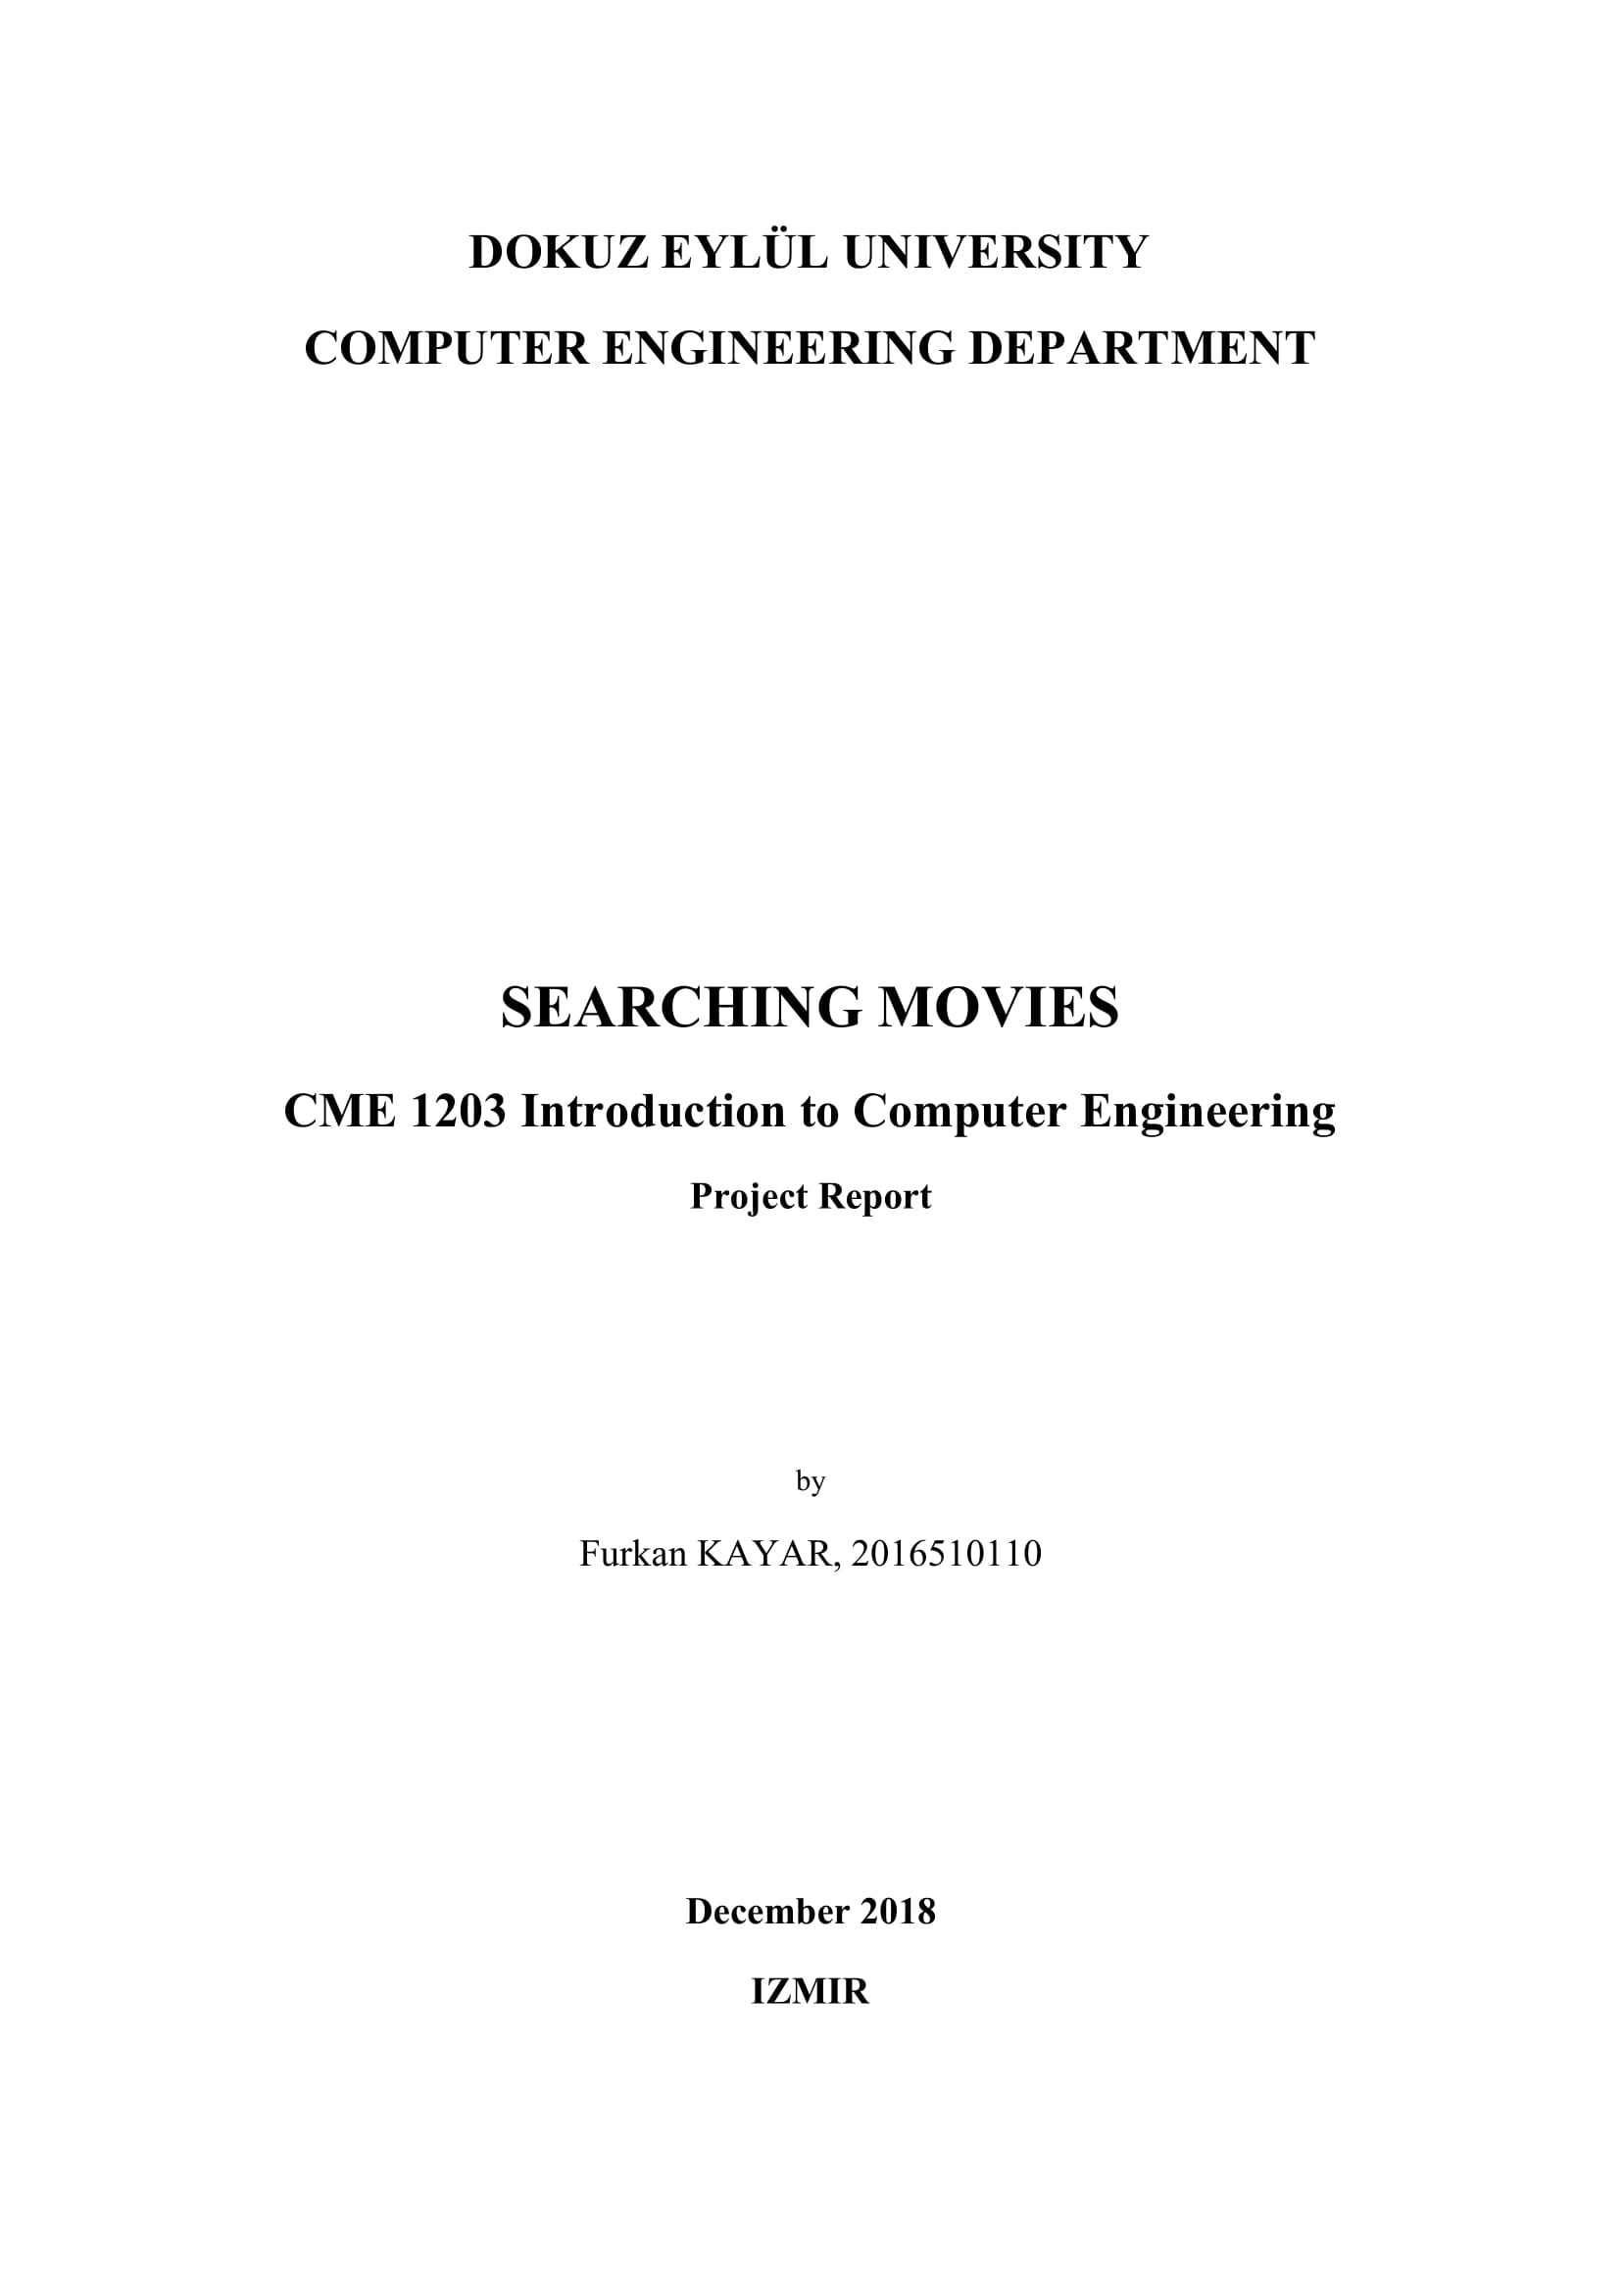 DOKUZ EYLÜL UNIVERSITY
COMPUTER ENGINEERING DEPARTMENT
SEARCHING MOVIES
CME 1203 Introduction to Computer Engineering
Project Report
by
Furkan KAYAR, 2016510110
December 2018
IZMIR